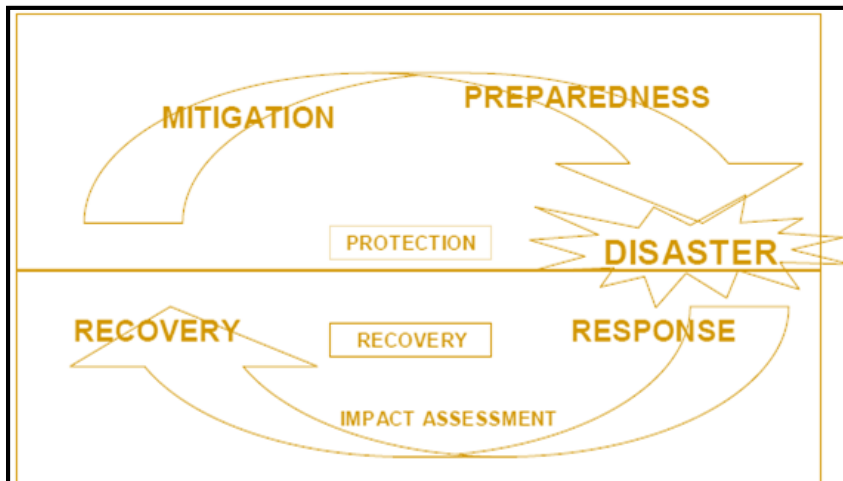 MITIGATION
PREPAREDNESS
PROTECTION
DISASTER
RECOVERY
RECOVERY
RESPONSE
IMPACT ASSESSMENT